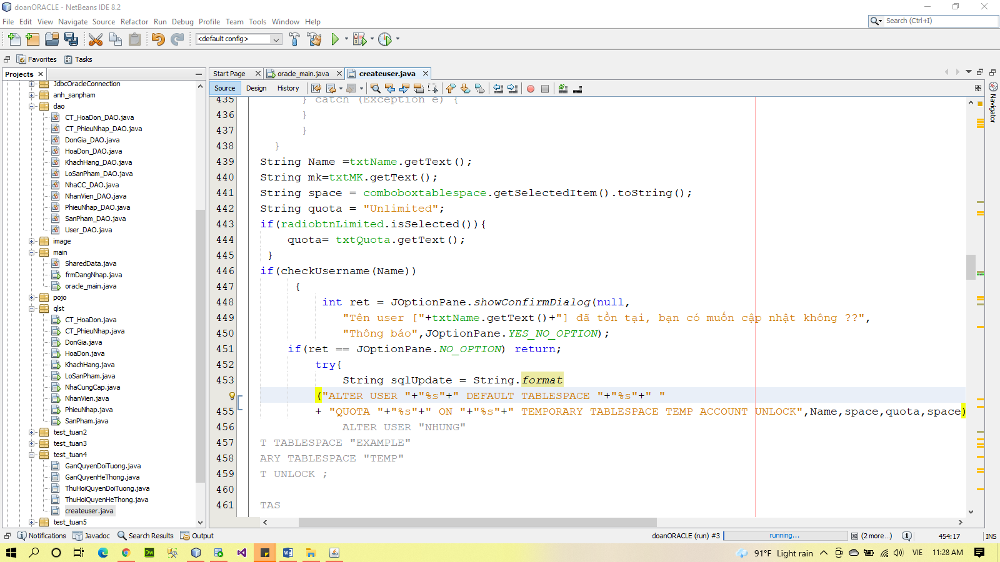 doanORACLE - NetBeans IDE 8.2
File Edit View Navigate Source Refactor Run Debug Profile Team Tools Window Help
Search (Ctrl+I)
<default config>
Favorites Tasks
Projects
Start Page oracle_main.java createuser.java
Source Design History
JdbcOracleConnection
anh_sanpham
dao
CT_HoaDon_DAO.java
CT_PhieuNhap_DAO.java
DonGia_DAO.java
HoaDon_DAO.java
KhachHang_DAO.java
LoSanPham_DAO.java
NhaCC_DAO.java
NhanVien_DAO.java
PhieuNhap_DAO.java
SanPham_DAO.java
User_DAO.java
image
main
SharedData.java
frmDangNhap.java
oracle_main.java
pojo
qlst
CT_HoaDon.java
CT_PhieuNhap.java
DonGia.java
HoaDon.java
KhachHang.java
LoSanPham.java
NhaCungCap.java
NhanVien.java
PhieuNhap.java
SanPham.java
test_tuan2
test_tuan3
test_tuan4
GanQuyenDoiTuong.java
GanQuyenHeThong.java
ThuHoiQuyenDoiTuong.java
ThuHoiQuyenHeThong.java
createuser.java
test_tuan5
435 } catch (Exception e) {
436 }
437 }
438 }
439 String Name =txtName.getText();
440 String mk=txtMK.getText();
441 String space = comboboxtablespace.getSelectedItem().toString();
442 String quota = "Unlimited";
443 if(radiobtnLimited.isSelected()){
444 quota= txtQuota.getText();
445 }
446 if(checkUsername(Name))
447 {
448 int ret = JOptionPane.showConfirmDialog(null,
449 "Tên user ["+txtName.getText()+"] đã tồn tại, bạn có muốn cập nhật không ??",
450 "Thông báo",JOptionPane.YES_NO_OPTION);
451 if(ret == JOptionPane.NO_OPTION) return;
452 try{
453 String sqlUpdate = String.format
("ALTER USER "+"%s"+" DEFAULT TABLESPACE "+"%s"+" "
455 + "QUOTA "+"%s"+" ON "+"%s"+" TEMPORARY TABLESPACE TEMP ACCOUNT UNLOCK",Name,space,quota,space)
456 ALTER USER "NHUNG"
457 T TABLESPACE "EXAMPLE"
458 ARY TABLESPACE "TEMP"
459 T UNLOCK ;
460
461 TAS
Navigator
Notifications Javadoc Search Results Output
doanORACLE (run) #3 running... (2 more...) 1 454:17 INS
Dw
91°F Light rain VIE 11:28 AM